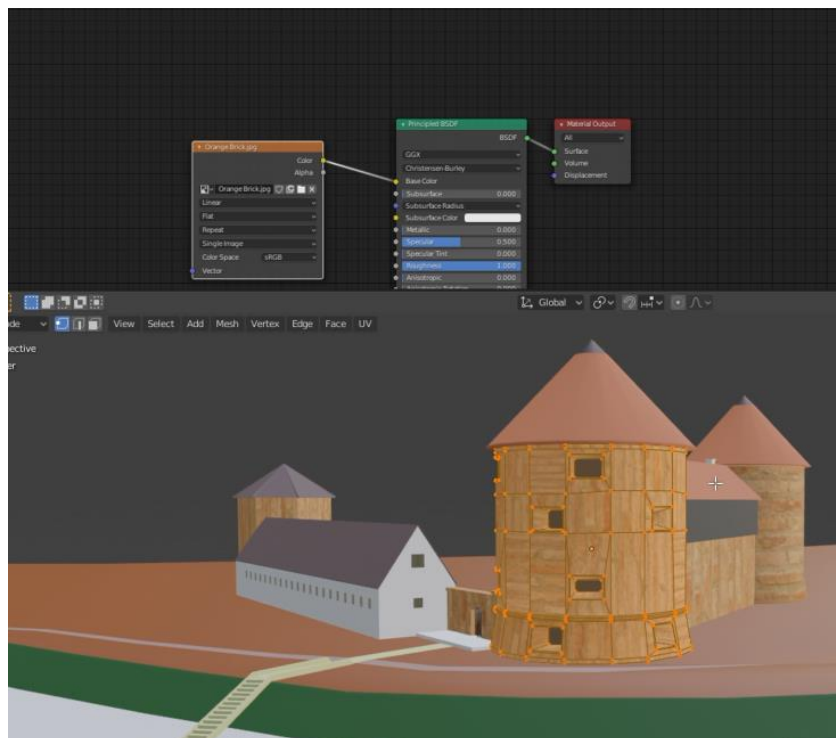 Orange Brick.jpg
Color
Alpha
Orange Brick.jpg
Linear
Flat
Repeat
Single Image
Color Space
sRGB
Vector
Principled BSDF
BSDF
GGX
Christensen-Burley
Base Color
Subsurface 0.000
Subsurface Radius
Subsurface Color
Metallic 0.000
Specular 0.500
Specular Tint 0.000
Roughness 1.000
Anisotropic 0.000
Material Output
All
Surface
Volume
Displacement
Global
de
View Select Add Mesh Vertex Edge Face UV
pective
er